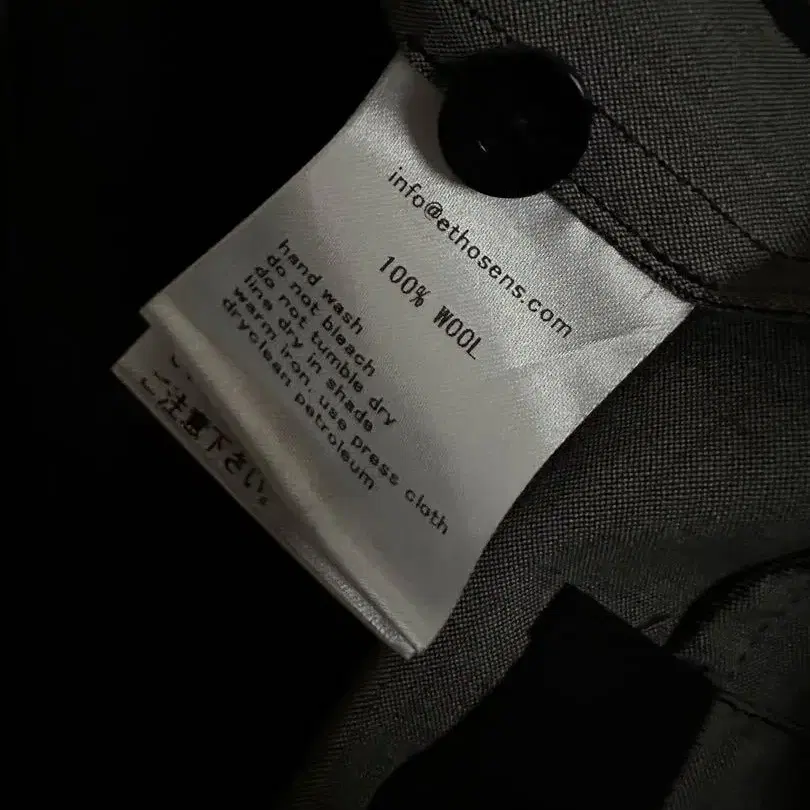 info@ethosens.com
100% WOOL
hand wash
do not bleach
do not tumble dry
line dry in shade
warm iron, use press cloth
dryclean petroleum
ご注意下さい。